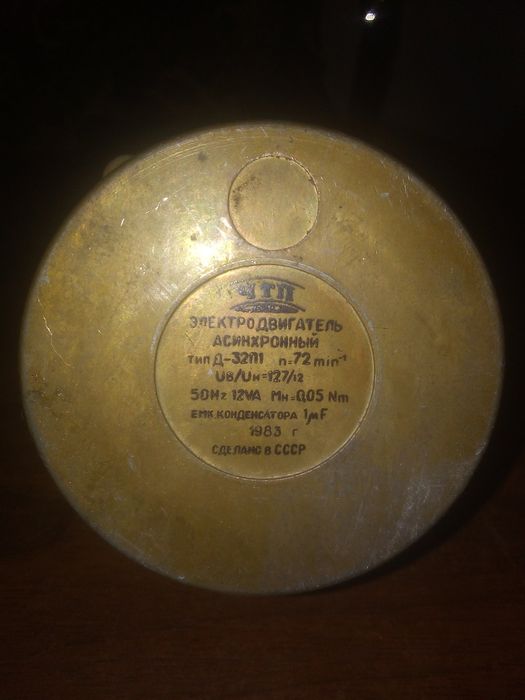 ЧТП
ЭЛЕКТРОДВИГАТЕЛЬ
АСИНХРОННЫЙ
ТИП Д-32П1 n=72 min⁻¹
Uв/Uн=127/12
50Hz 12VA Mн=0,05 Nm
ЕМК. КОНДЕНСАТОРА 1μF
1983 г
СДЕЛАНО В СССР